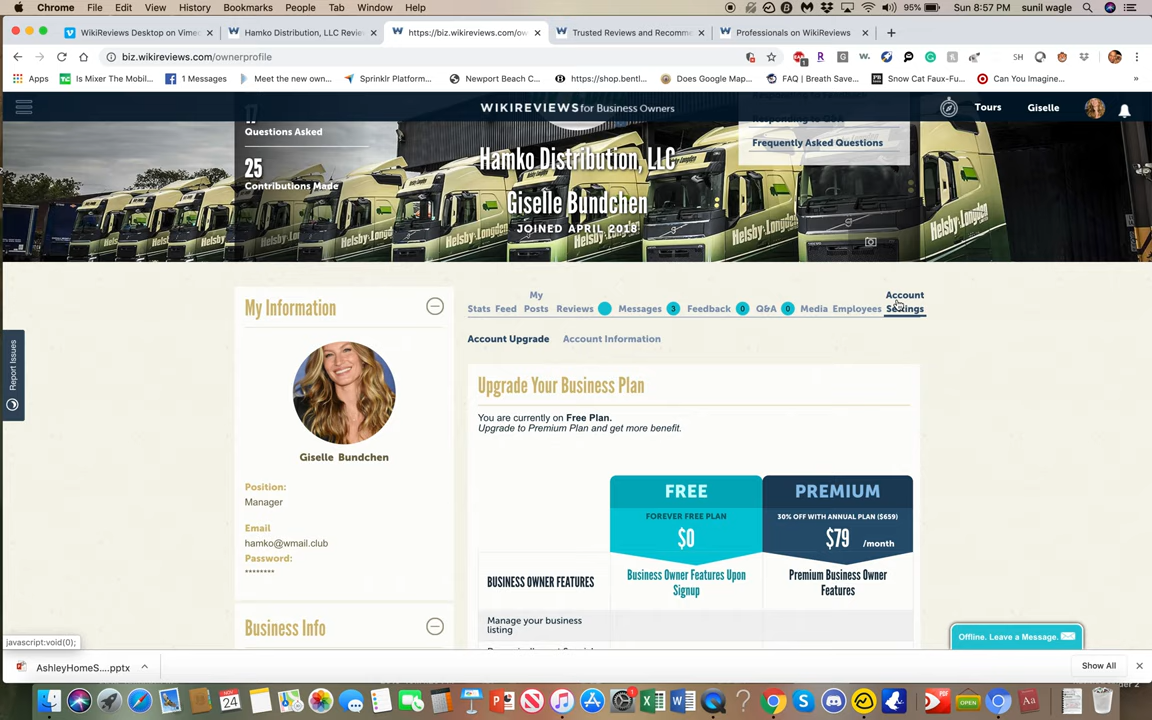 Chrome File Edit View History Bookmarks People Tab Window Help
95% Sun 8:57 PM sunil wagle
WikiReviews Desktop on Vimeo
Hamko Distribution, LLC Revie
https://biz.wikireviews.com/ow
Trusted Reviews and Recomme
Professionals on WikiReviews
biz.wikireviews.com/ownerprofile
SH
Apps Is Mixer The Mobil... 1 Messages Meet the new own... Sprinklr Platform... Newport Beach C... https://shop.bentl... Does Google Map... FAQ | Breath Save... Snow Cat Faux-Fu... Can You Imagine... »
WIKIREVIEWS for Business Owners
Tours
Giselle
17
Questions Asked
25
Contributions Made
Responding to Q&A
Frequently Asked Questions
Hamko Distribution, LLC
Giselle Bundchen
JOINED APRIL 2018
Helsby & Longden
Report Issues
My Information
Giselle Bundchen
Position:
Manager
Email
hamko@wmail.club
Password:
********
Business Info
Stats Feed My Posts Reviews Messages 3 Feedback 0 Q&A 0 Media Employees Account Settings
Account Upgrade Account Information
Upgrade Your Business Plan
You are currently on Free Plan.
Upgrade to Premium Plan and get more benefit.
FREE
FOREVER FREE PLAN
$0
PREMIUM
30% OFF WITH ANNUAL PLAN ($659)
$79 /month
BUSINESS OWNER FEATURES
Business Owner Features Upon
Signup
Premium Business Owner
Features
Manage your business
listing
Offline. Leave a Message.
javascript:void(0);
AshleyHomeS....pptx
Show All
NOV
24